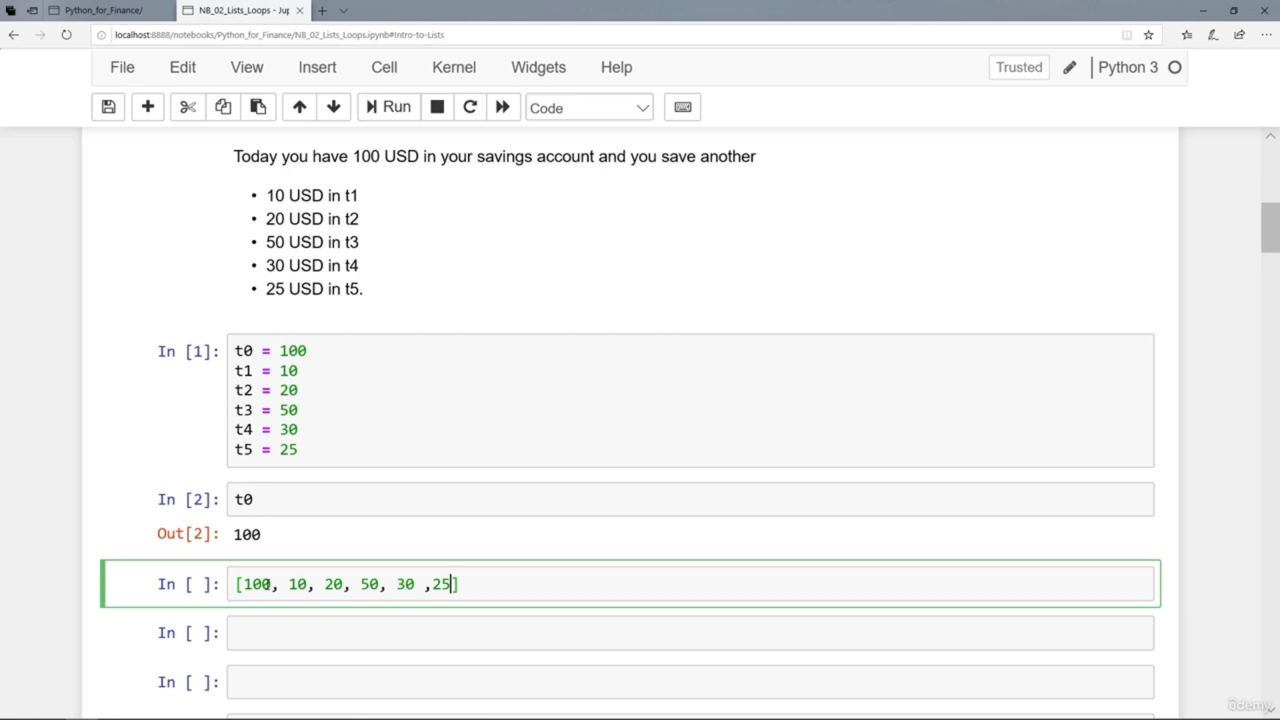 Python_for_Finance/
NB_02_Lists_Loops - Jup
localhost:8888/notebooks/Python_for_Finance/NB_02_Lists_Loops.ipynb#Intro-to-Lists
File Edit View Insert Cell Kernel Widgets Help Trusted Python 3
Run Code
Today you have 100 USD in your savings account and you save another
• 10 USD in t1
• 20 USD in t2
• 50 USD in t3
• 30 USD in t4
• 25 USD in t5.
In [1]: t0 = 100
t1 = 10
t2 = 20
t3 = 50
t4 = 30
t5 = 25
In [2]: t0
Out[2]: 100
In [ ]: [100, 10, 20, 50, 30 ,25]
In [ ]:
In [ ]:
Udemy